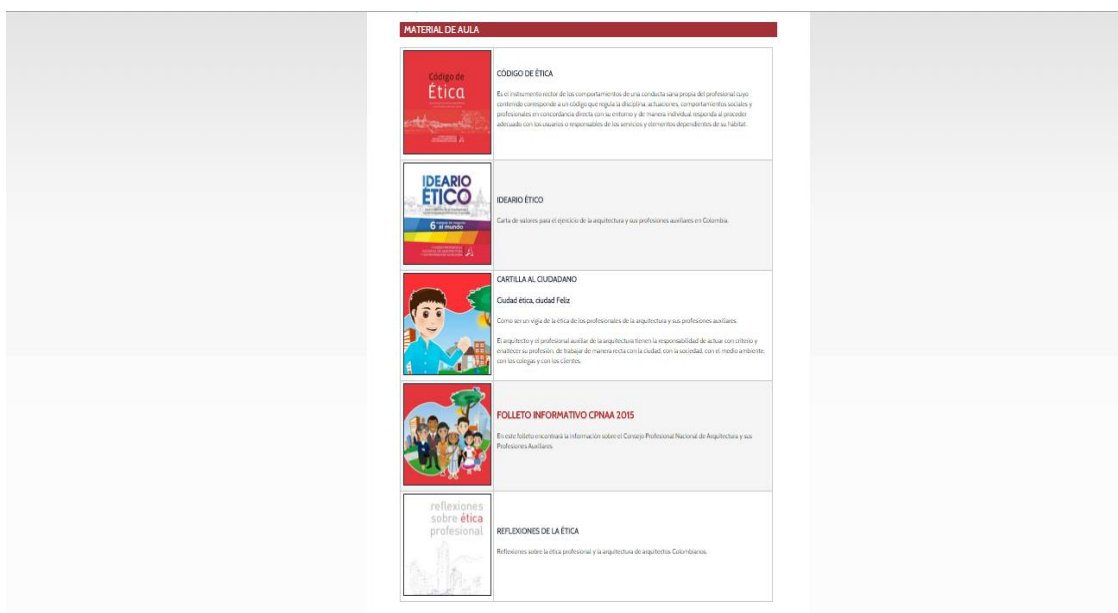 MATERIAL DE AULA
Código de
Ética
CÓDIGO DE ÉTICA
Es el instrumento rector de los comportamientos de una conducta sana propia del profesional cuyo
contenido corresponde a un código que regula la disciplina, actuaciones, comportamientos sociales y
profesionales en concordancia directa con su entorno y de manera individual responda al proceder
adecuado con los usuarios o responsables de los servicios y elementos dependientes de su hábitat.
IDEARIO
ÉTICO
6
al mundo
IDEARIO ÉTICO
Carta de valores para el ejercicio de la arquitectura y sus profesiones auxiliares en Colombia.
CARTILLA AL CIUDADANO
Ciudad ética, ciudad Feliz
Cómo ser un vigía de la ética de los profesionales de la arquitectura y sus profesiones auxiliares.
El arquitecto y el profesional auxiliar de la arquitectura tienen la responsabilidad de actuar con criterio y
enaltecer su profesión, de trabajar de manera recta con la ciudad, con la sociedad, con el medio ambiente,
con los colegas y con los clientes.
FOLLETO INFORMATIVO CPNAA 2015
En este folleto encontrará la información sobre el Consejo Profesional Nacional de Arquitectura y sus
Profesiones Auxiliares
reflexiones
sobre ética
profesional
REFLEXIONES DE LA ÉTICA
Reflexiones sobre la ética profesional y la arquitectura de arquitectos Colombianos.